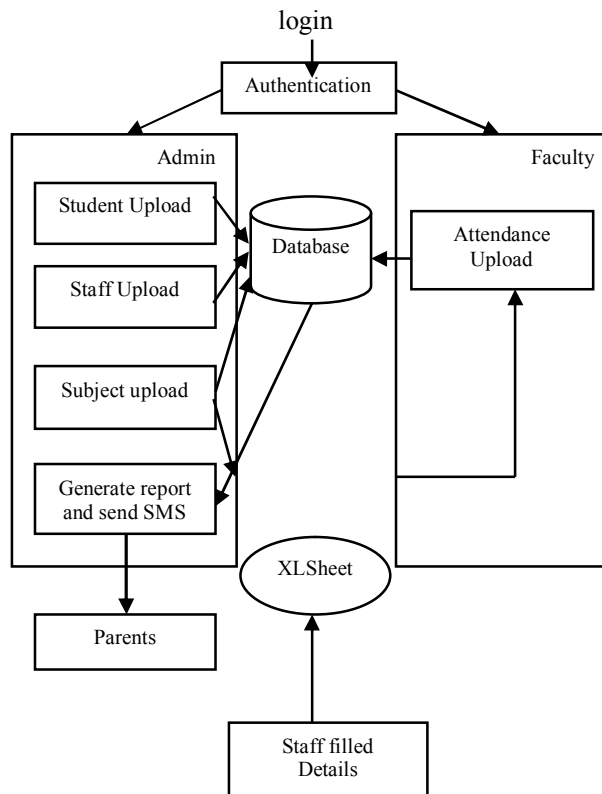 login
Authentication
Admin
Faculty
Student Upload
Database
Attendance
Upload
Staff Upload
Subject upload
Generate report
and send SMS
XLSheet
Parents
Staff filled
Details